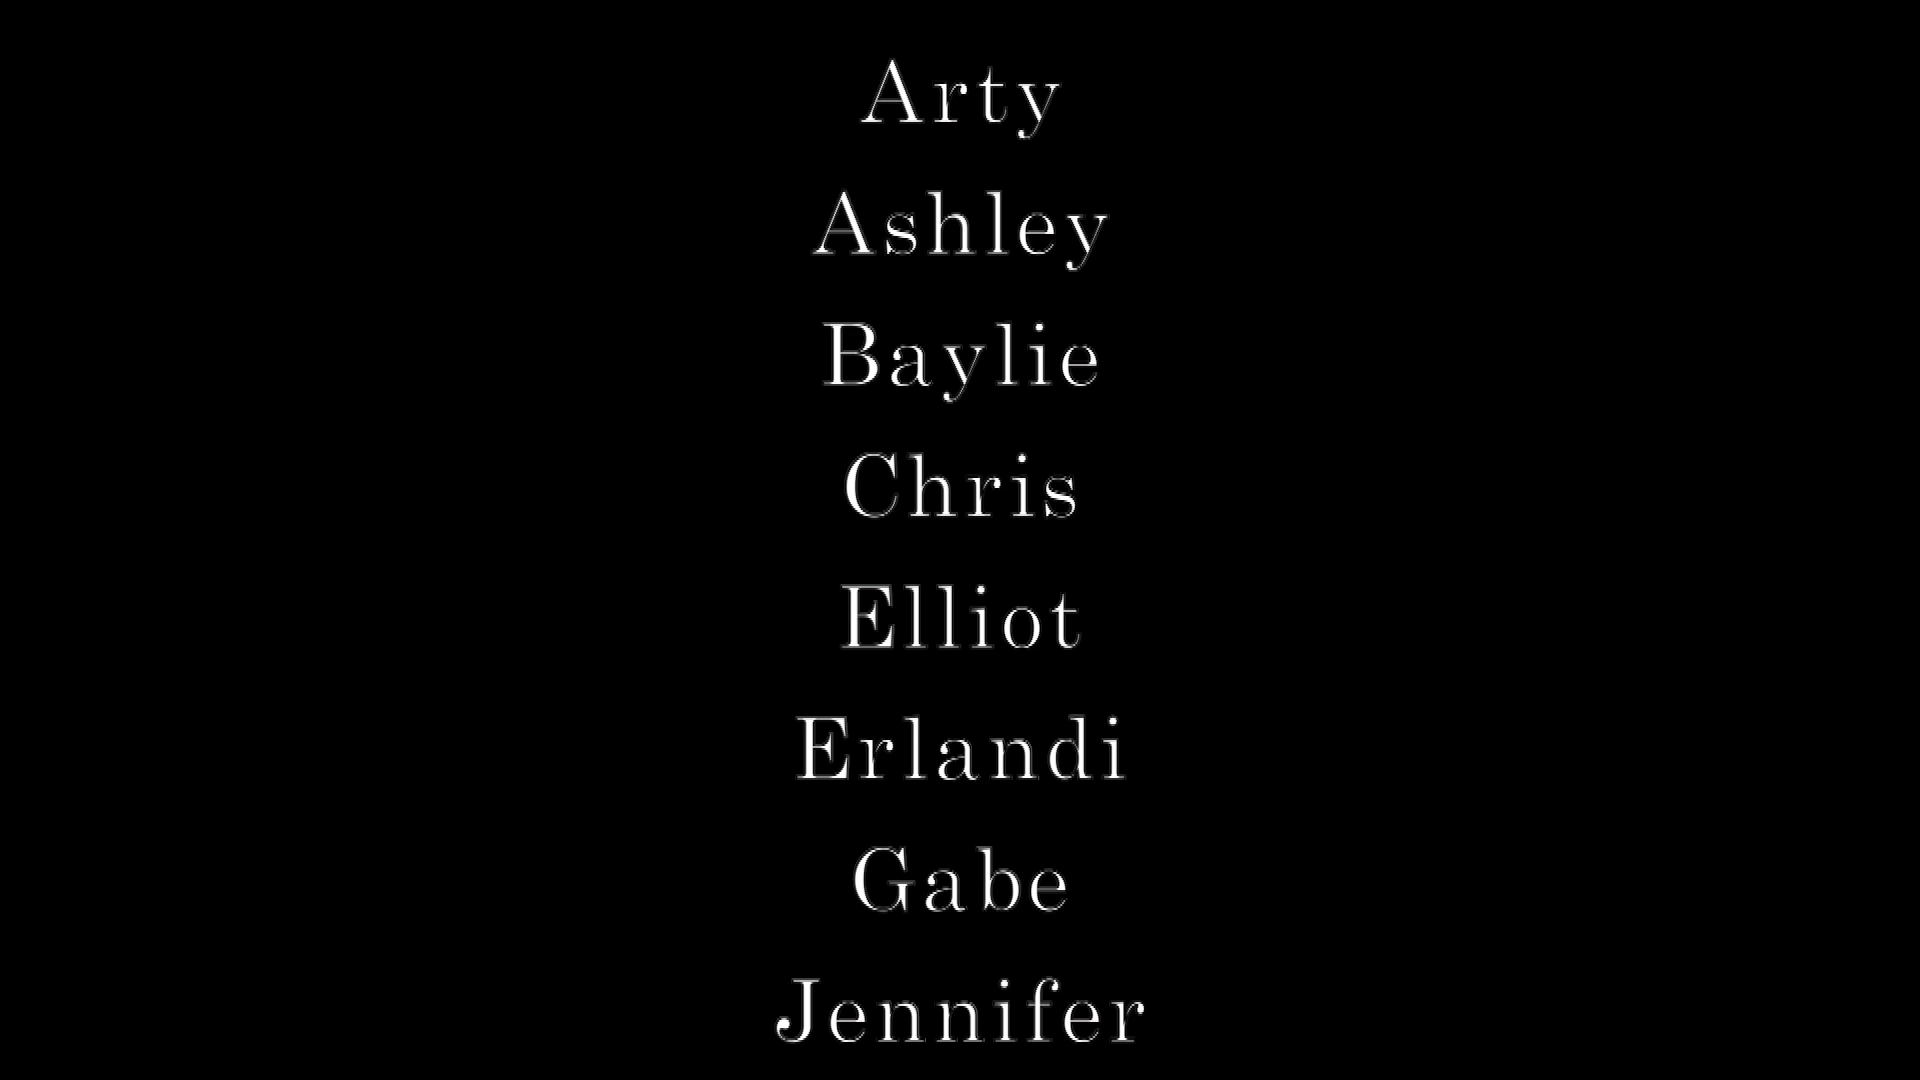 Arty
Ashley
Baylie
Chris
Elliot
Erlandi
Gabe
Jennifer